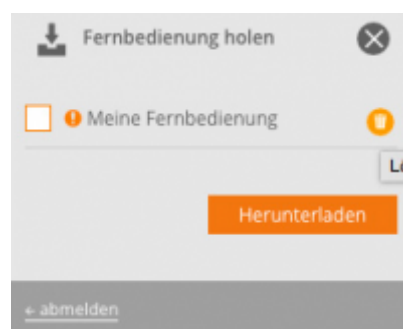 Fernbedienung holen
Meine Fernbedienung
Herunterladen
← abmelden